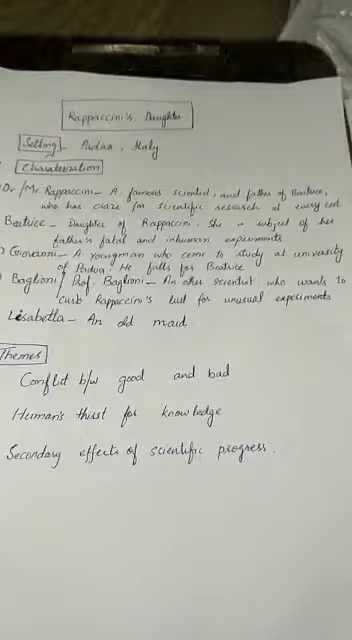 Rappaccini's Daughter
Setting - Padua, Italy
Characterisation
Dr/Mr Rappaccini - A famous scientist, and father of Beatrice,
who has craze for scientific research at every cost
Beatrice - Daughter of Rappaccini. She is subject of her
father's fatal and inhuman experiments
Giovanni - A youngman who come to study at university
of Padua. He falls for Beatrice
Baglioni / Prof. Baglioni - An other scientist who wants to
curb Rappaccini's lust for unusual experiments
Lisabetta - An old maid
Themes
Conflict b/w good and bad
Human's thirst for knowledge
Secondary effects of scientific progress.